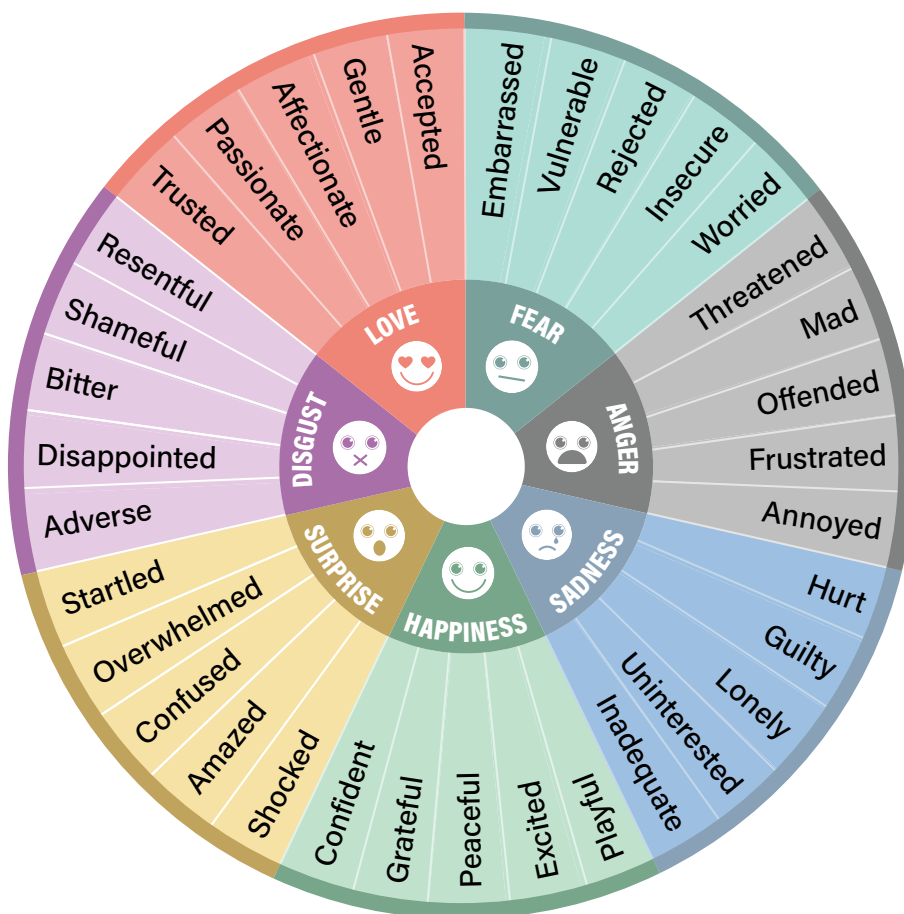 LOVE
Trusted
Passionate
Affectionate
Gentle
Accepted
FEAR
Embarrassed
Vulnerable
Rejected
Insecure
Worried
ANGER
Threatened
Mad
Offended
Frustrated
Annoyed
SADNESS
Hurt
Guilty
Lonely
Uninterested
Inadequate
HAPPINESS
Playful
Excited
Peaceful
Grateful
Confident
SURPRISE
Shocked
Amazed
Confused
Overwhelmed
Startled
DISGUST
Adverse
Disappointed
Bitter
Shameful
Resentful